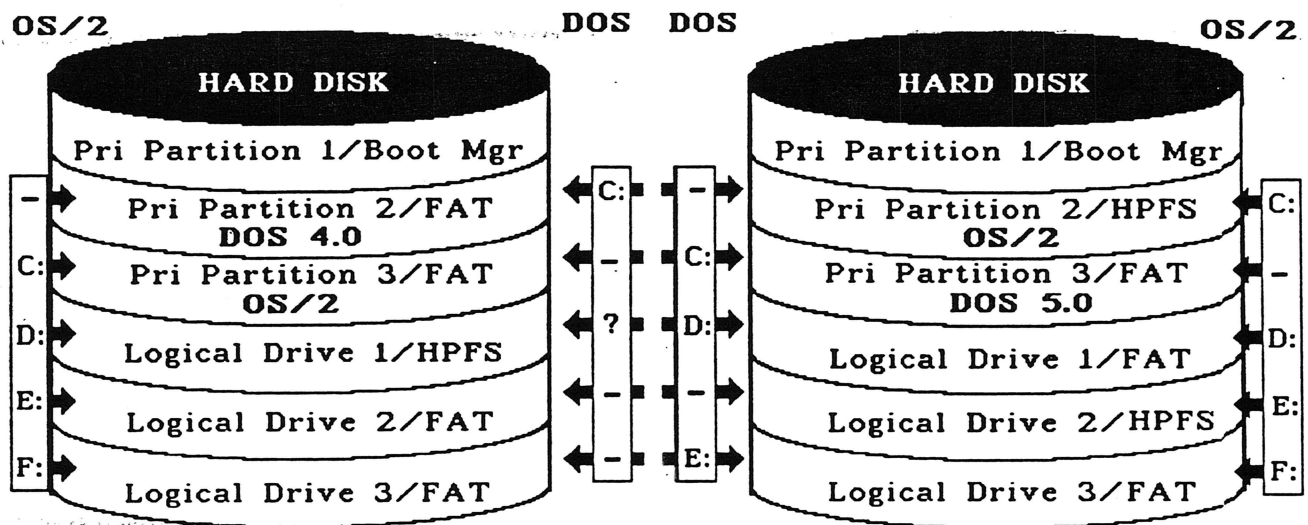 OS/2 DOS DOS OS/2
HARD DISK HARD DISK
Pri Partition 1/Boot Mgr Pri Partition 1/Boot Mgr
- Pri Partition 2/FAT C: - Pri Partition 2/HPFS C:
DOS 4.0 OS/2
C: Pri Partition 3/FAT - C: Pri Partition 3/FAT -
OS/2 DOS 5.0
D: Logical Drive 1/HPFS ? D: Logical Drive 1/FAT D:
E: Logical Drive 2/FAT - - Logical Drive 2/HPFS E:
F: Logical Drive 3/FAT - E: Logical Drive 3/FAT F: